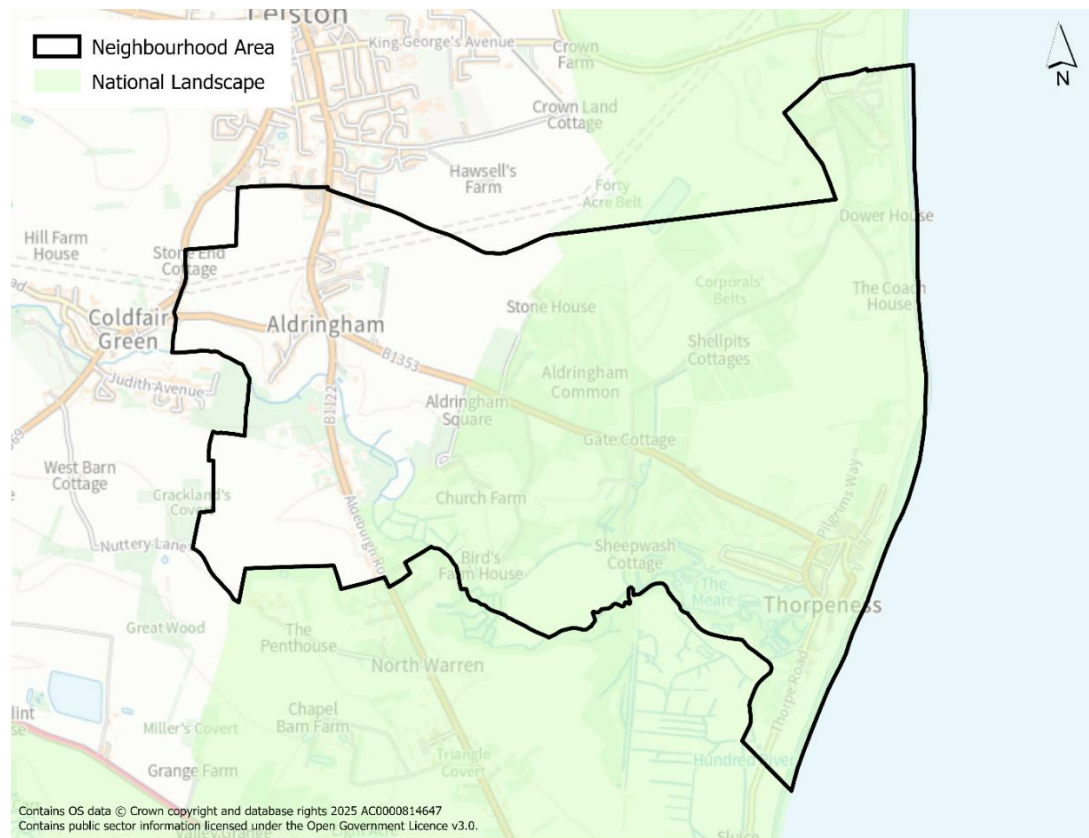 Leiston
Neighbourhood Area
National Landscape
King George's Avenue
Crown
Farm
N
Crown Land
Cottage
Hawsell's
Farm
Forty
Acre Belt
Dower House
Hill Farm
House
Stone End
Cottage
Corporals'
Belts
The Coach
House
Stone House
Coldfair
Green
Aldringham
B1353
Shellpits
Cottages
Judith Avenue
B1122
Aldringham
Common
Aldringham
Square
Gate Cottage
West Barn
Cottage
Crackland's
Church Farm
Pilgrims Way
Nuttery Lane
Aldeburgh
Bird's
Farm House
Sheepwash
Cottage
The
Meare
Thorpeness
Great Wood
The
Penthouse
North Warren
Thorpe Road
Miller's Covert
Chapel
Barn Farm
Triangle
Covert
Hundred River
Grange Farm
Contains OS data © Crown copyright and database rights 2025 AC0000814647
Contains public sector information licensed under the Open Government Licence v3.0.
Sluice